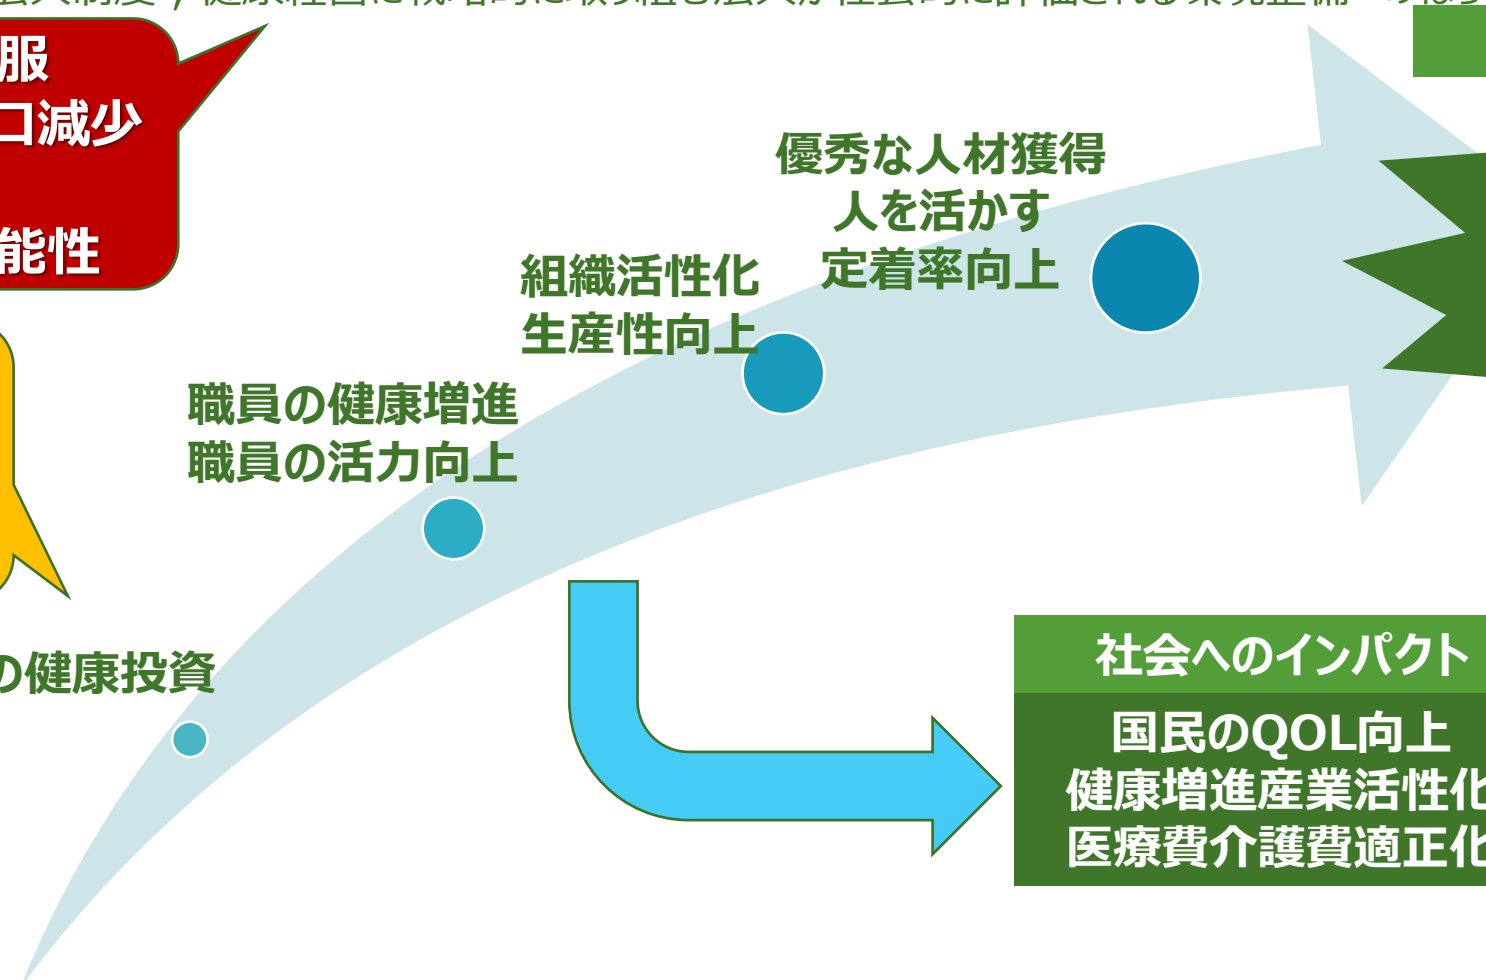 服
口減少
能性
優秀な人材獲得
人を活かす
定着率向上
組織活性化
生産性向上
職員の健康増進
職員の活力向上
の健康投資
社会へのインパクト
国民のQOL向上
健康増進産業活性化
医療費介護費適正化